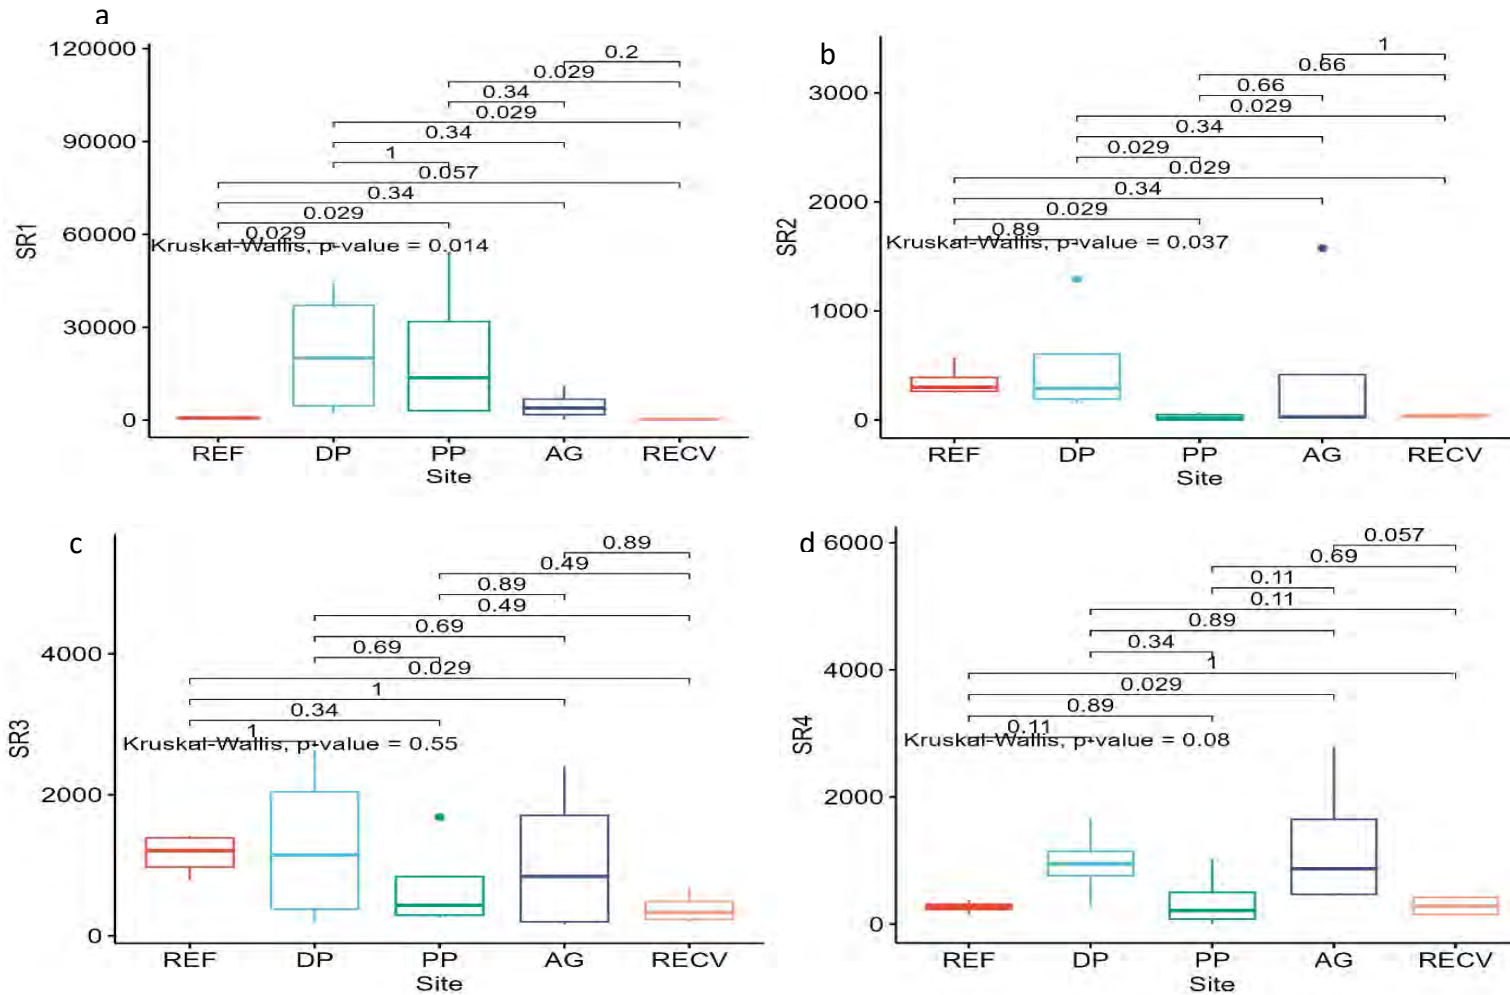 a
120000
90000
60000
30000
0
SR1
0.2
0.029
0.34
0.029
0.34
1
0.057
0.34
0.029
0.029
Kruskal-Wallis, p-value = 0.014
REF DP PP AG RECV
Site
b
3000
2000
1000
0
SR2
1
0.66
0.66
0.029
0.34
0.029
0.029
0.34
0.029
0.89
Kruskal-Wallis, p-value = 0.037
REF DP PP AG RECV
Site
c
4000
2000
0
SR3
0.89
0.49
0.89
0.49
0.69
0.69
0.029
1
0.34
1
Kruskal-Wallis, p-value = 0.55
REF DP PP AG RECV
Site
d
6000
4000
2000
0
SR4
0.057
0.69
0.11
0.11
0.89
0.34
1
0.029
0.89
0.11
Kruskal-Wallis, p-value = 0.08
REF DP PP AG RECV
Site